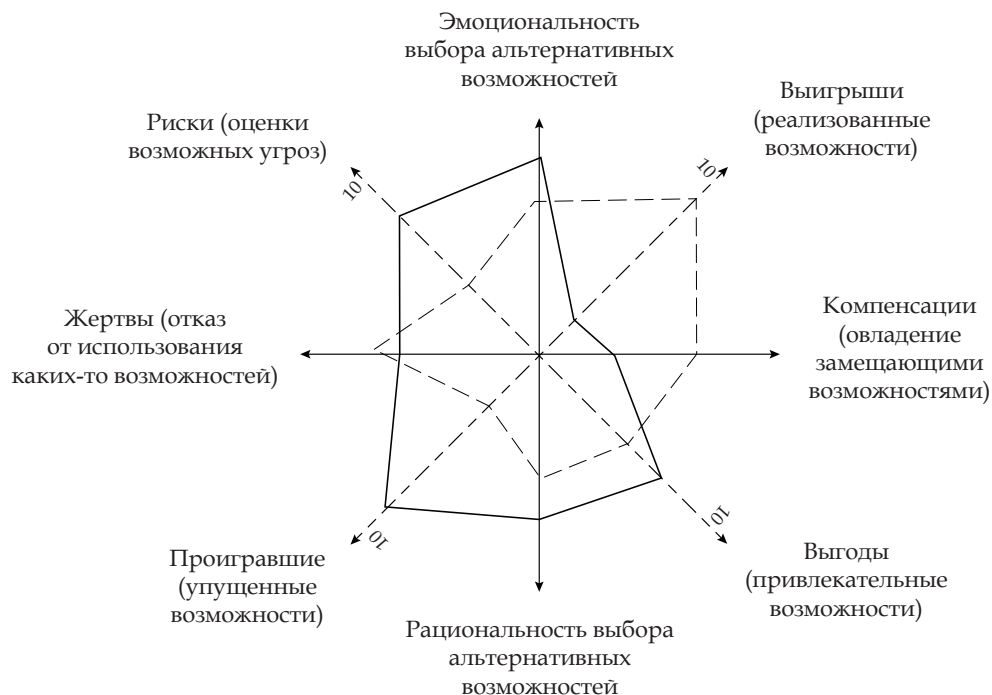 Эмоциональность
выбора альтернативных
возможностей
Выигрыши
(реализованные
возможности)
Риски (оценки
возможных угроз)
10
10
Жертвы (отказ
от использования
каких-то возможностей)
Компенсации
(овладение
замещающими
возможностями)
10
10
Проигравшие
(упущенные
возможности)
Выгоды
(привлекательные
возможности)
Рациональность выбора
альтернативных
возможностей